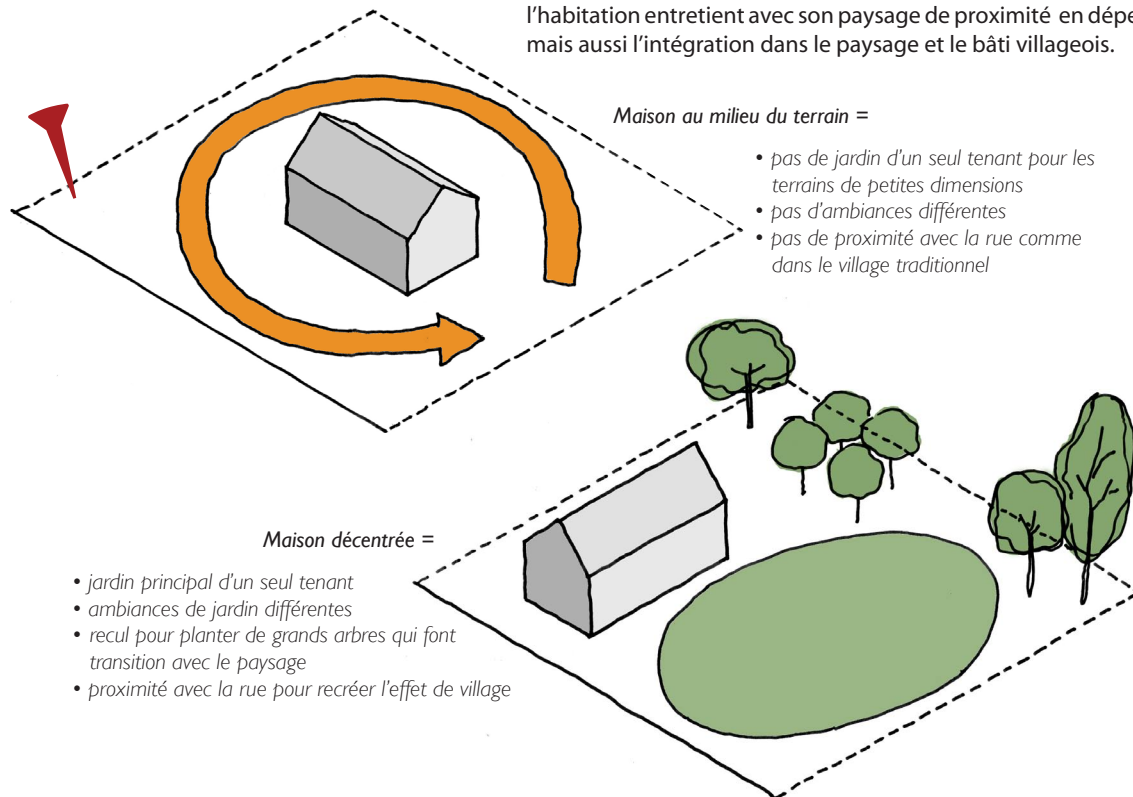 l'habitation entretient avec son paysage de proximité en dépe
mais aussi l'intégration dans le paysage et le bâti villageois.
Maison au milieu du terrain =
• pas de jardin d'un seul tenant pour les
terrains de petites dimensions
• pas d'ambiances différentes
• pas de proximité avec la rue comme
dans le village traditionnel
Maison décentrée =
• jardin principal d'un seul tenant
• ambiances de jardin différentes
• recul pour planter de grands arbres qui font
transition avec le paysage
• proximité avec la rue pour recréer l'effet de village